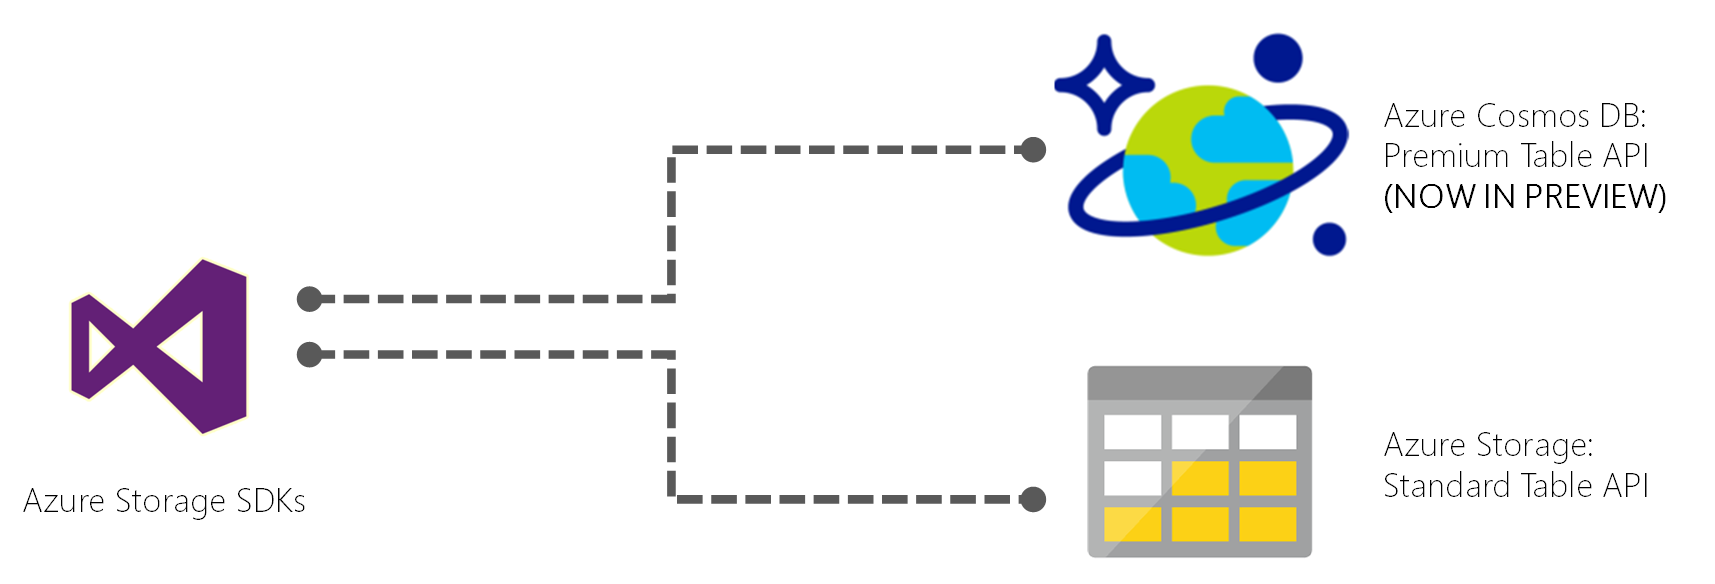 Azure Cosmos DB:
Premium Table API
(NOW IN PREVIEW)
Azure Storage SDKs
Azure Storage:
Standard Table API